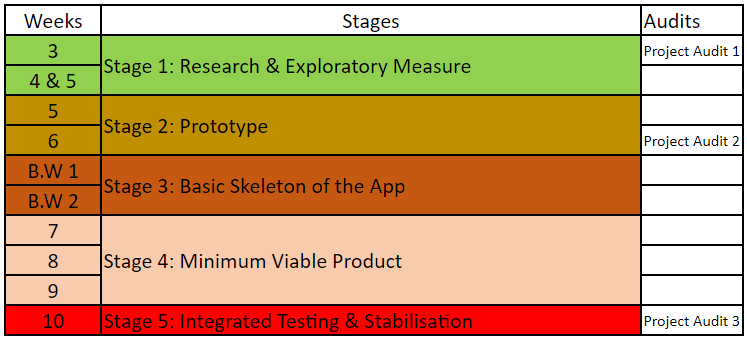 Weeks Stages Audits
3 Project Audit 1
Stage 1: Research & Exploratory Measure
4 & 5
5
Stage 2: Prototype
6 Project Audit 2
B.W 1
Stage 3: Basic Skeleton of the App
B.W 2
7
8 Stage 4: Minimum Viable Product
9
10 Stage 5: Integrated Testing & Stabilisation Project Audit 3